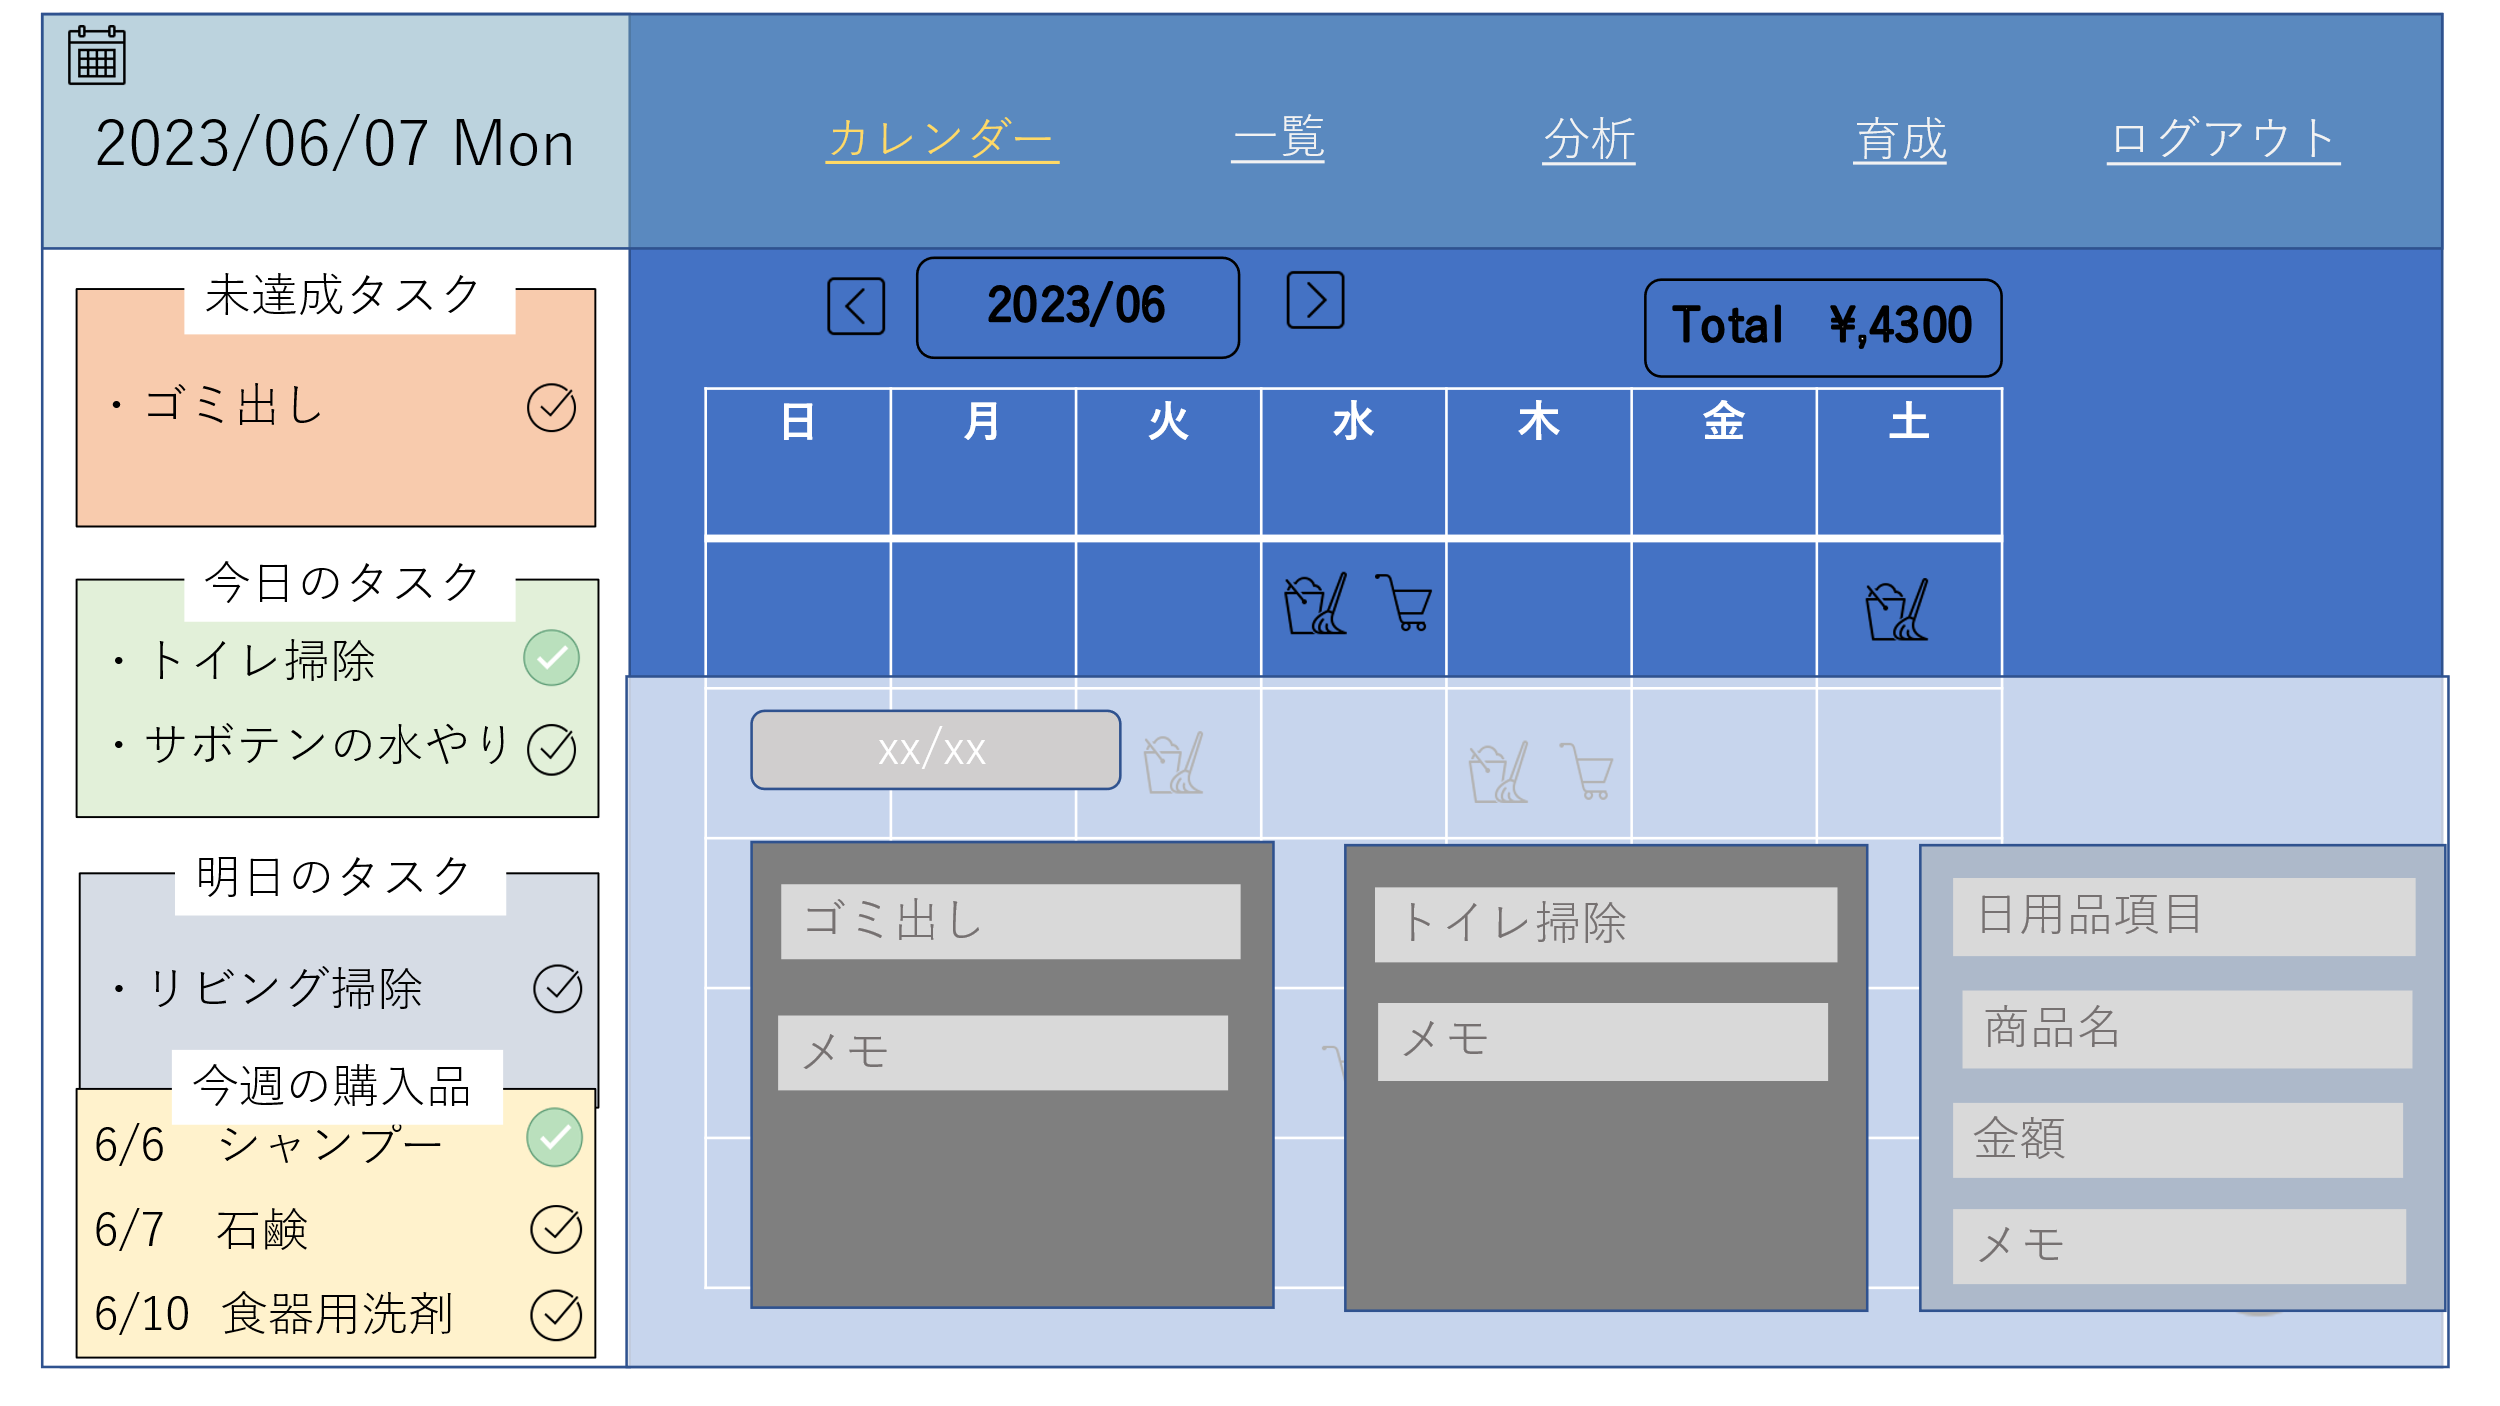 2023/06/07 Mon
カレンダー
一覧
分析
育成
ログアウト
未達成タスク
・ゴミ出し
今日のタスク
・トイレ掃除
・サボテンの水やり
明日のタスク
・リビング掃除
今週の購入品
6/6 シャンプー
6/7 石鹸
6/10 食器用洗剤
2023/06
Total ¥,4300
日 月 火 水 木 金 土
xx/xx
ゴミ出し
メモ
トイレ掃除
メモ
日用品項目
商品名
金額
メモ